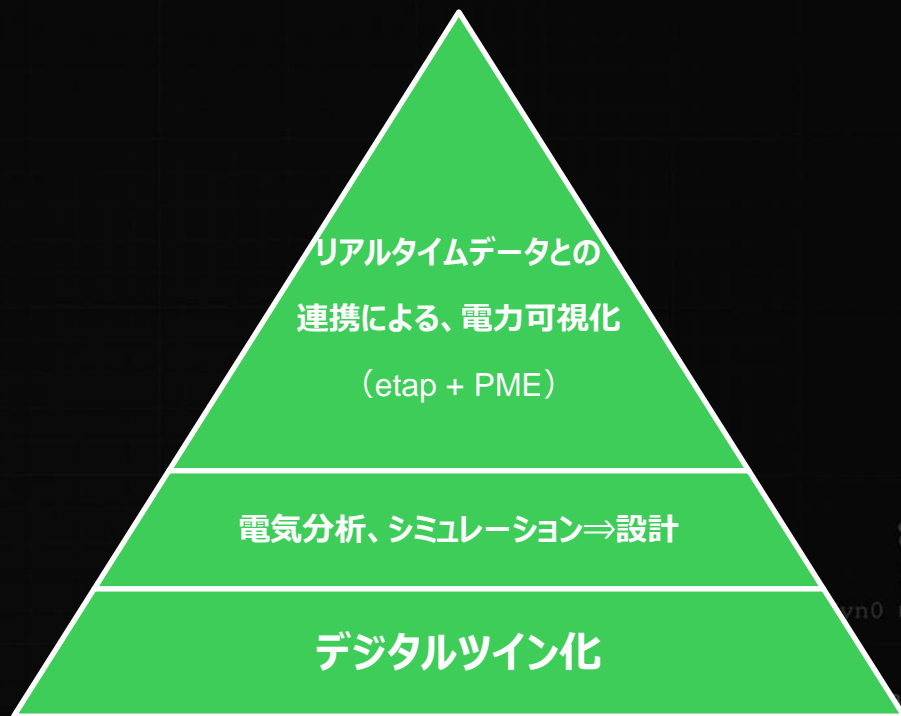 リアルタイムデータとの
連携による、電力可視化
（etap + PME）
電気分析、シミュレーション⇒設計
デジタルツイン化